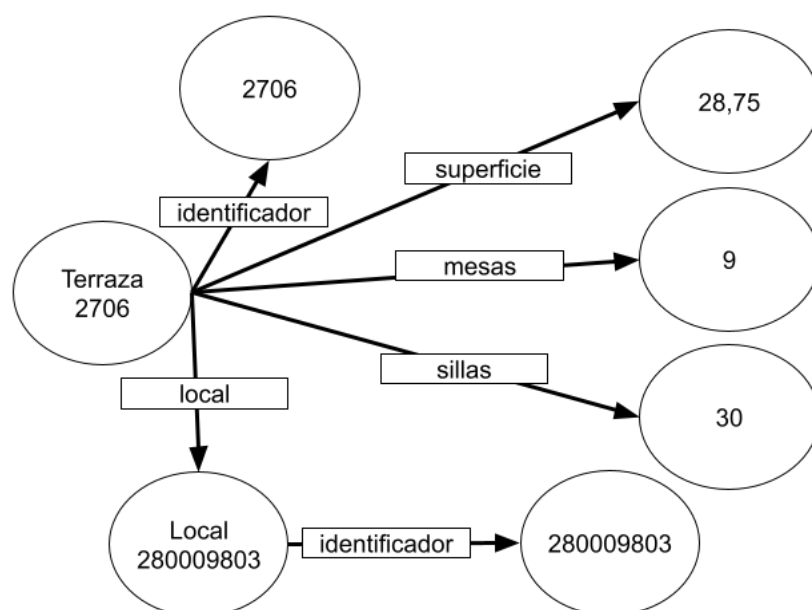 2706
28,75
superficie
identificador
mesas
9
Terraza
2706
sillas
local
30
Local
280009803
identificador
280009803